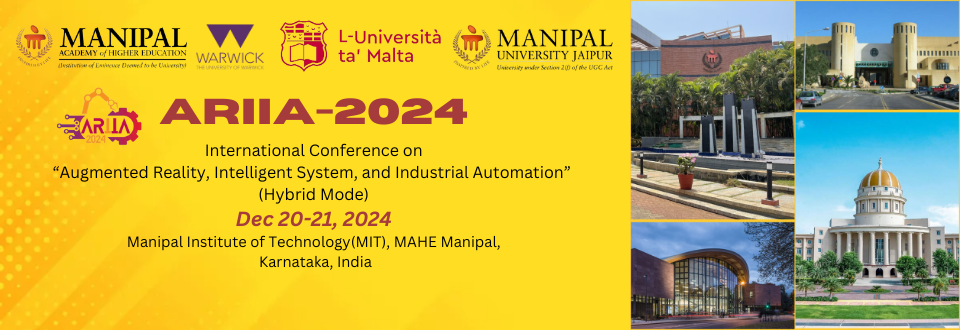 MANIPAL
ACADEMY of HIGHER EDUCATION
(Institution of Eminence Deemed to be University)
WARWICK
THE UNIVERSITY OF WARWICK
L-Università
ta' Malta
MANIPAL
UNIVERSITY JAIPUR
University under Section 2(f) of the UGC Act
ARIIA
2024
ARIIA-2024
International Conference on
“Augmented Reality, Intelligent System, and Industrial Automation”
(Hybrid Mode)
Dec 20-21, 2024
Manipal Institute of Technology(MIT), MAHE Manipal,
Karnataka, India